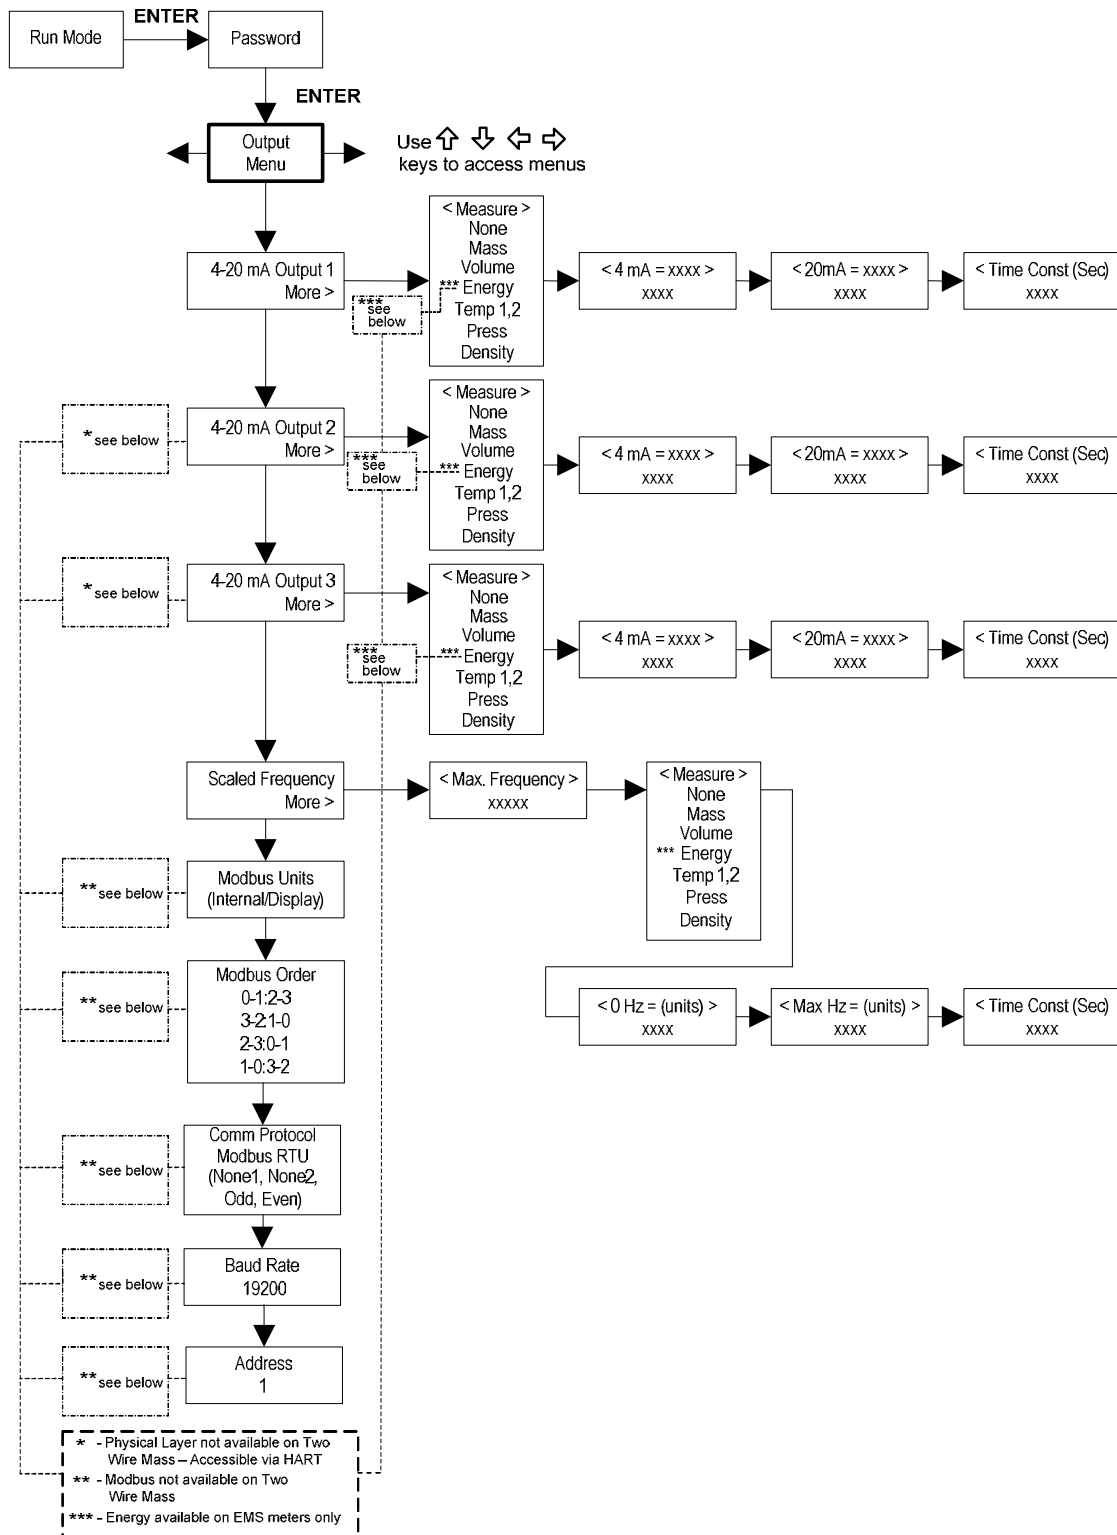 Run Mode
ENTER
Password
ENTER
Output
Menu
Use
keys to access menus
4-20 mA Output 1
More >
*** see
below
< Measure >
None
Mass
Volume
*** Energy
Temp 1,2
Press
Density
< 4 mA = xxxx >
xxxx
< 20mA = xxxx >
xxxx
< Time Const (Sec)
xxxx
* see below
4-20 mA Output 2
More >
*** see
below
< Measure >
None
Mass
Volume
*** Energy
Temp 1,2
Press
Density
< 4 mA = xxxx >
xxxx
< 20mA = xxxx >
xxxx
< Time Const (Sec)
xxxx
* see below
4-20 mA Output 3
More >
*** see
below
< Measure >
None
Mass
Volume
*** Energy
Temp 1,2
Press
Density
< 4 mA = xxxx >
xxxx
< 20mA = xxxx >
xxxx
< Time Const (Sec)
xxxx
Scaled Frequency
More >
< Max. Frequency >
xxxxx
< Measure >
None
Mass
Volume
*** Energy
Temp 1,2
Press
Density
< 0 Hz = (units) >
xxxx
< Max Hz = (units) >
xxxx
< Time Const (Sec)
xxxx
** see below
Modbus Units
(Internal/Display)
** see below
Modbus Order
0-1:2-3
3-2:1-0
2-3:0-1
1-0:3-2
** see below
Comm Protocol
Modbus RTU
(None1, None2,
Odd, Even)
** see below
Baud Rate
19200
** see below
Address
1
* - Physical Layer not available on Two
Wire Mass – Accessible via HART
** - Modbus not available on Two
Wire Mass
*** - Energy available on EMS meters only